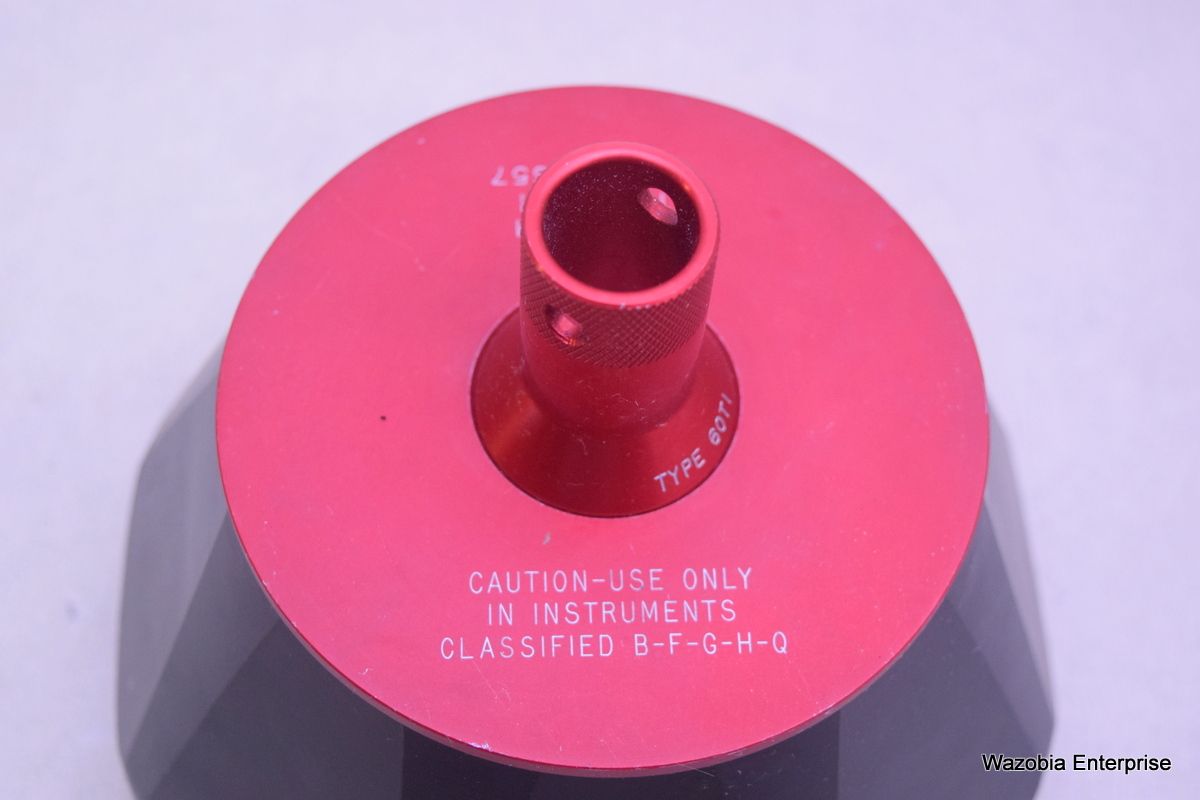 TYPE 60TI
CAUTION-USE ONLY
IN INSTRUMENTS
CLASSIFIED B-F-G-H-Q
Wazobia Enterprise